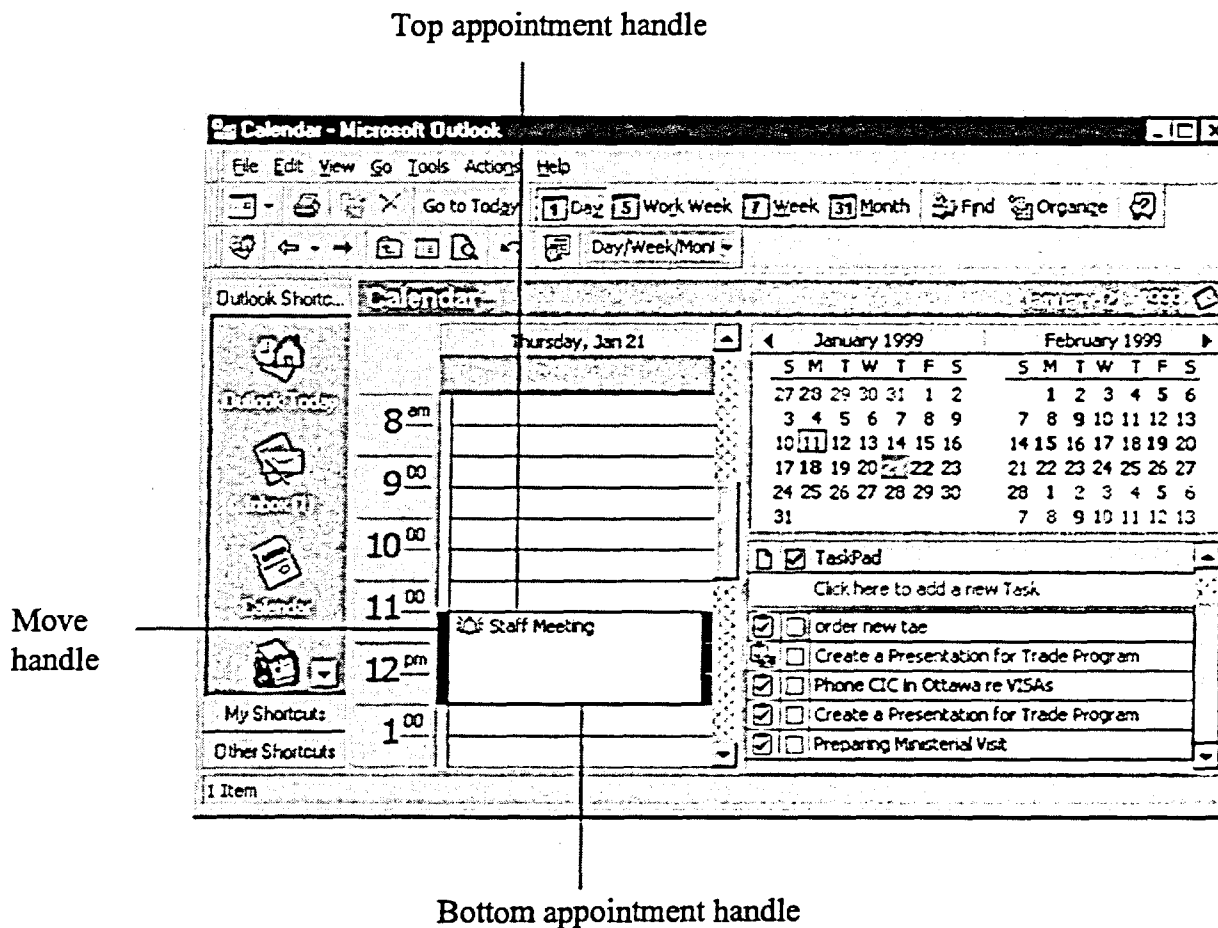 Top appointment handle
Calendar - Microsoft Outlook
File Edit View Go Tools Actions Help
Go to Today 1 Day 5 Work Week 7 Week 31 Month Find Organize
Day/Week/Mont
Outlook Shortc... Calendar
Thursday, Jan 21
Outlook Today
Inbox
Calendar
My Shortcuts
Other Shortcuts
8 am
9 00
10 00
11 00
12 pm
1 00
Staff Meeting
January 1999
S M T W T F S
27 28 29 30 31 1 2
3 4 5 6 7 8 9
10 11 12 13 14 15 16
17 18 19 20 22 23
24 25 26 27 28 29 30
31
February 1999
S M T W T F S
1 2 3 4 5 6
7 8 9 10 11 12 13
14 15 16 17 18 19 20
21 22 23 24 25 26 27
28 1 2 3 4 5 6
7 8 9 10 11 12 13
TaskPad
Click here to add a new Task
order new tae
Create a Presentation for Trade Program
Phone CIC in Ottawa re VISAs
Create a Presentation for Trade Program
Preparing Ministerial Visit
1 Item
Move
handle
Bottom appointment handle